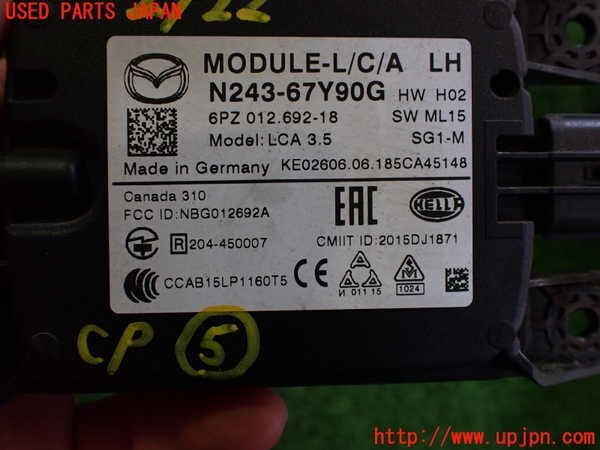 USED PARTS JAPAN
MODULE-L/C/A LH
N243-67Y90G HW H02
6PZ 012.692-18 SW ML15
Model: LCA 3.5 SG1-M
Made in Germany KE02606.06.185CA45148
Canada 310
FCC ID: NBG012692A
EAC
HELLA
R 204-450007 CMIIT ID:2015DJ1871
CCAB15LP1160T5 CE
И 011 15
1024
CP 5
www.upjpn.com